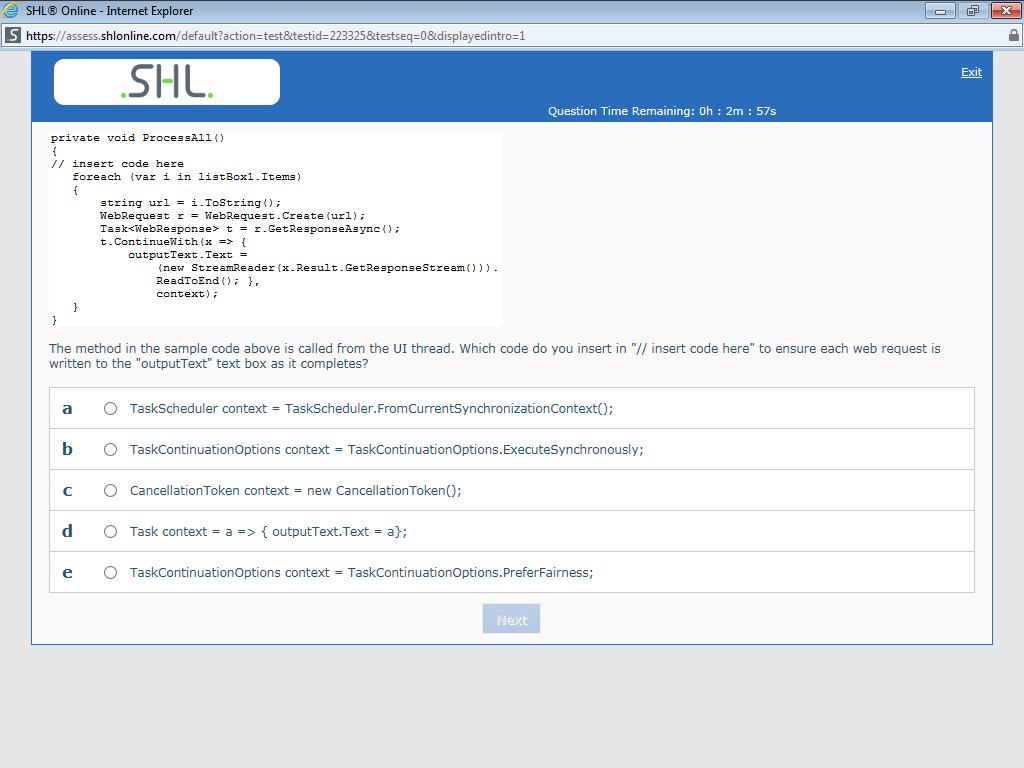 SHL® Online - Internet Explorer
https://assess.shlonline.com/default?action=test&testid=223325&testseq=0&displayedintro=1
.SHL.
Exit
Question Time Remaining: 0h : 2m : 57s
private void ProcessAll()
{
// insert code here
foreach (var i in listBox1.Items)
{
string url = i.ToString();
WebRequest r = WebRequest.Create(url);
Task<WebResponse> t = r.GetResponseAsync();
t.ContinueWith(x => {
outputText.Text =
(new StreamReader(x.Result.GetResponseStream())).
ReadToEnd(); },
context);
}
}
The method in the sample code above is called from the UI thread. Which code do you insert in "// insert code here" to ensure each web request is
written to the "outputText" text box as it completes?
a TaskScheduler context = TaskScheduler.FromCurrentSynchronizationContext();
b TaskContinuationOptions context = TaskContinuationOptions.ExecuteSynchronously;
c CancellationToken context = new CancellationToken();
d Task context = a => { outputText.Text = a};
e TaskContinuationOptions context = TaskContinuationOptions.PreferFairness;
Next